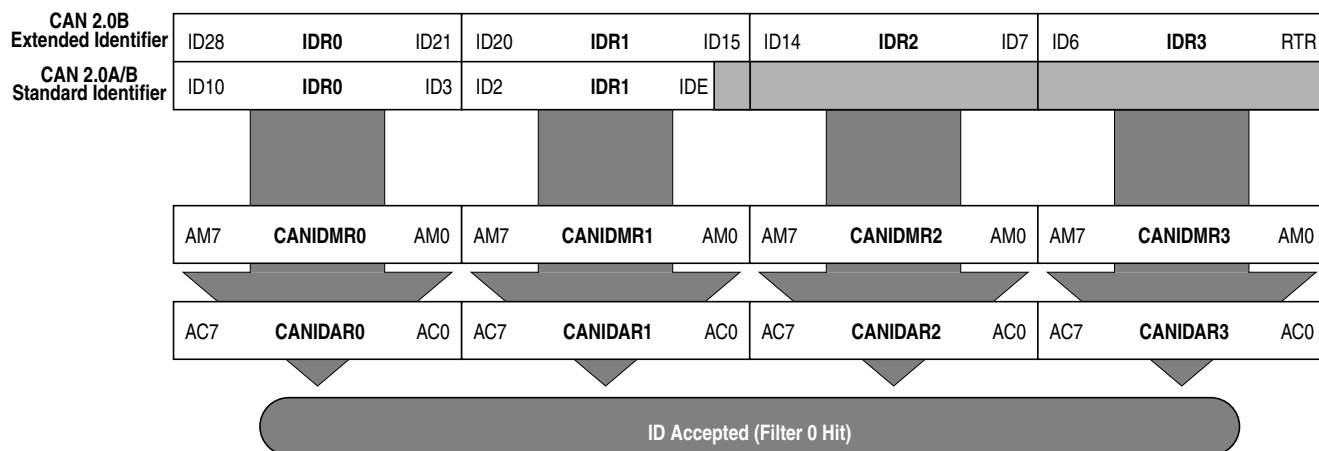 CAN 2.0B
Extended Identifier ID28 IDR0 ID21 ID20 IDR1 ID15 ID14 IDR2 ID7 ID6 IDR3 RTR
CAN 2.0A/B
Standard Identifier ID10 IDR0 ID3 ID2 IDR1 IDE
AM7 CANIDMR0 AM0 AM7 CANIDMR1 AM0 AM7 CANIDMR2 AM0 AM7 CANIDMR3 AM0
AC7 CANIDAR0 AC0 AC7 CANIDAR1 AC0 AC7 CANIDAR2 AC0 AC7 CANIDAR3 AC0
ID Accepted (Filter 0 Hit)